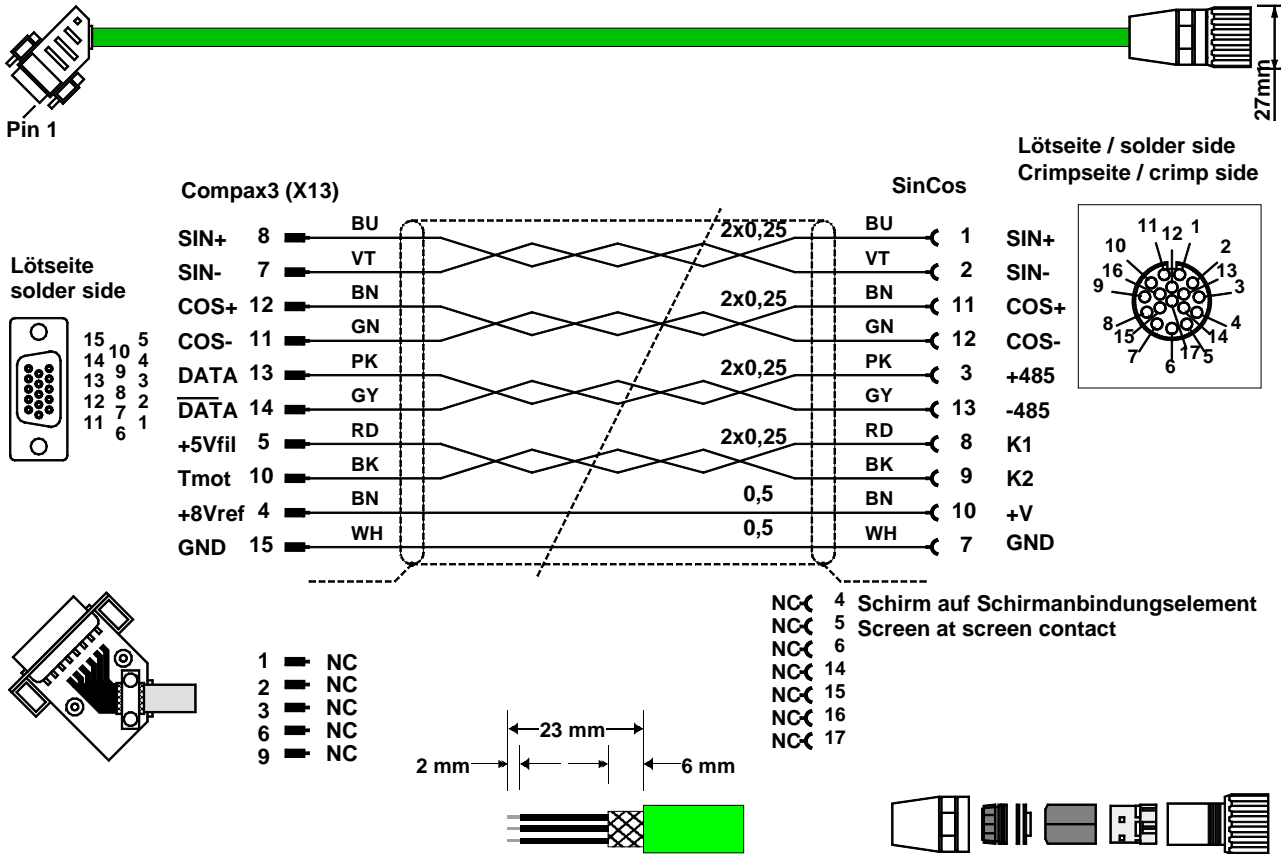 Pin 1
27mm
Lötseite / solder side
Crimpseite / crimp side
Compax3 (X13)
SinCos
Lötseite
solder side
15 5
10
14 4
9
13 3
8
12 2
7
11 1
6
SIN+ 8 BU 2x0,25 BU 1 SIN+
SIN- 7 VT VT 2 SIN-
COS+ 12 BN 2x0,25 BN 11 COS+
COS- 11 GN GN 12 COS-
DATA 13 PK 2x0,25 PK 3 +485
DATA 14 GY GY 13 -485
+5Vfil 5 RD 2x0,25 RD 8 K1
Tmot 10 BK BK 9 K2
+8Vref 4 BN 0,5 BN 10 +V
GND 15 WH 0,5 WH 7 GND
11 12 1
10 2
16 13
9 3
8 4
15 14
7 17 5
6
NC 4 Schirm auf Schirmanbindungselement
NC 5 Screen at screen contact
NC 6
NC 14
NC 15
NC 16
NC 17
1 NC
2 NC
3 NC
6 NC
9 NC
23 mm
2 mm 6 mm